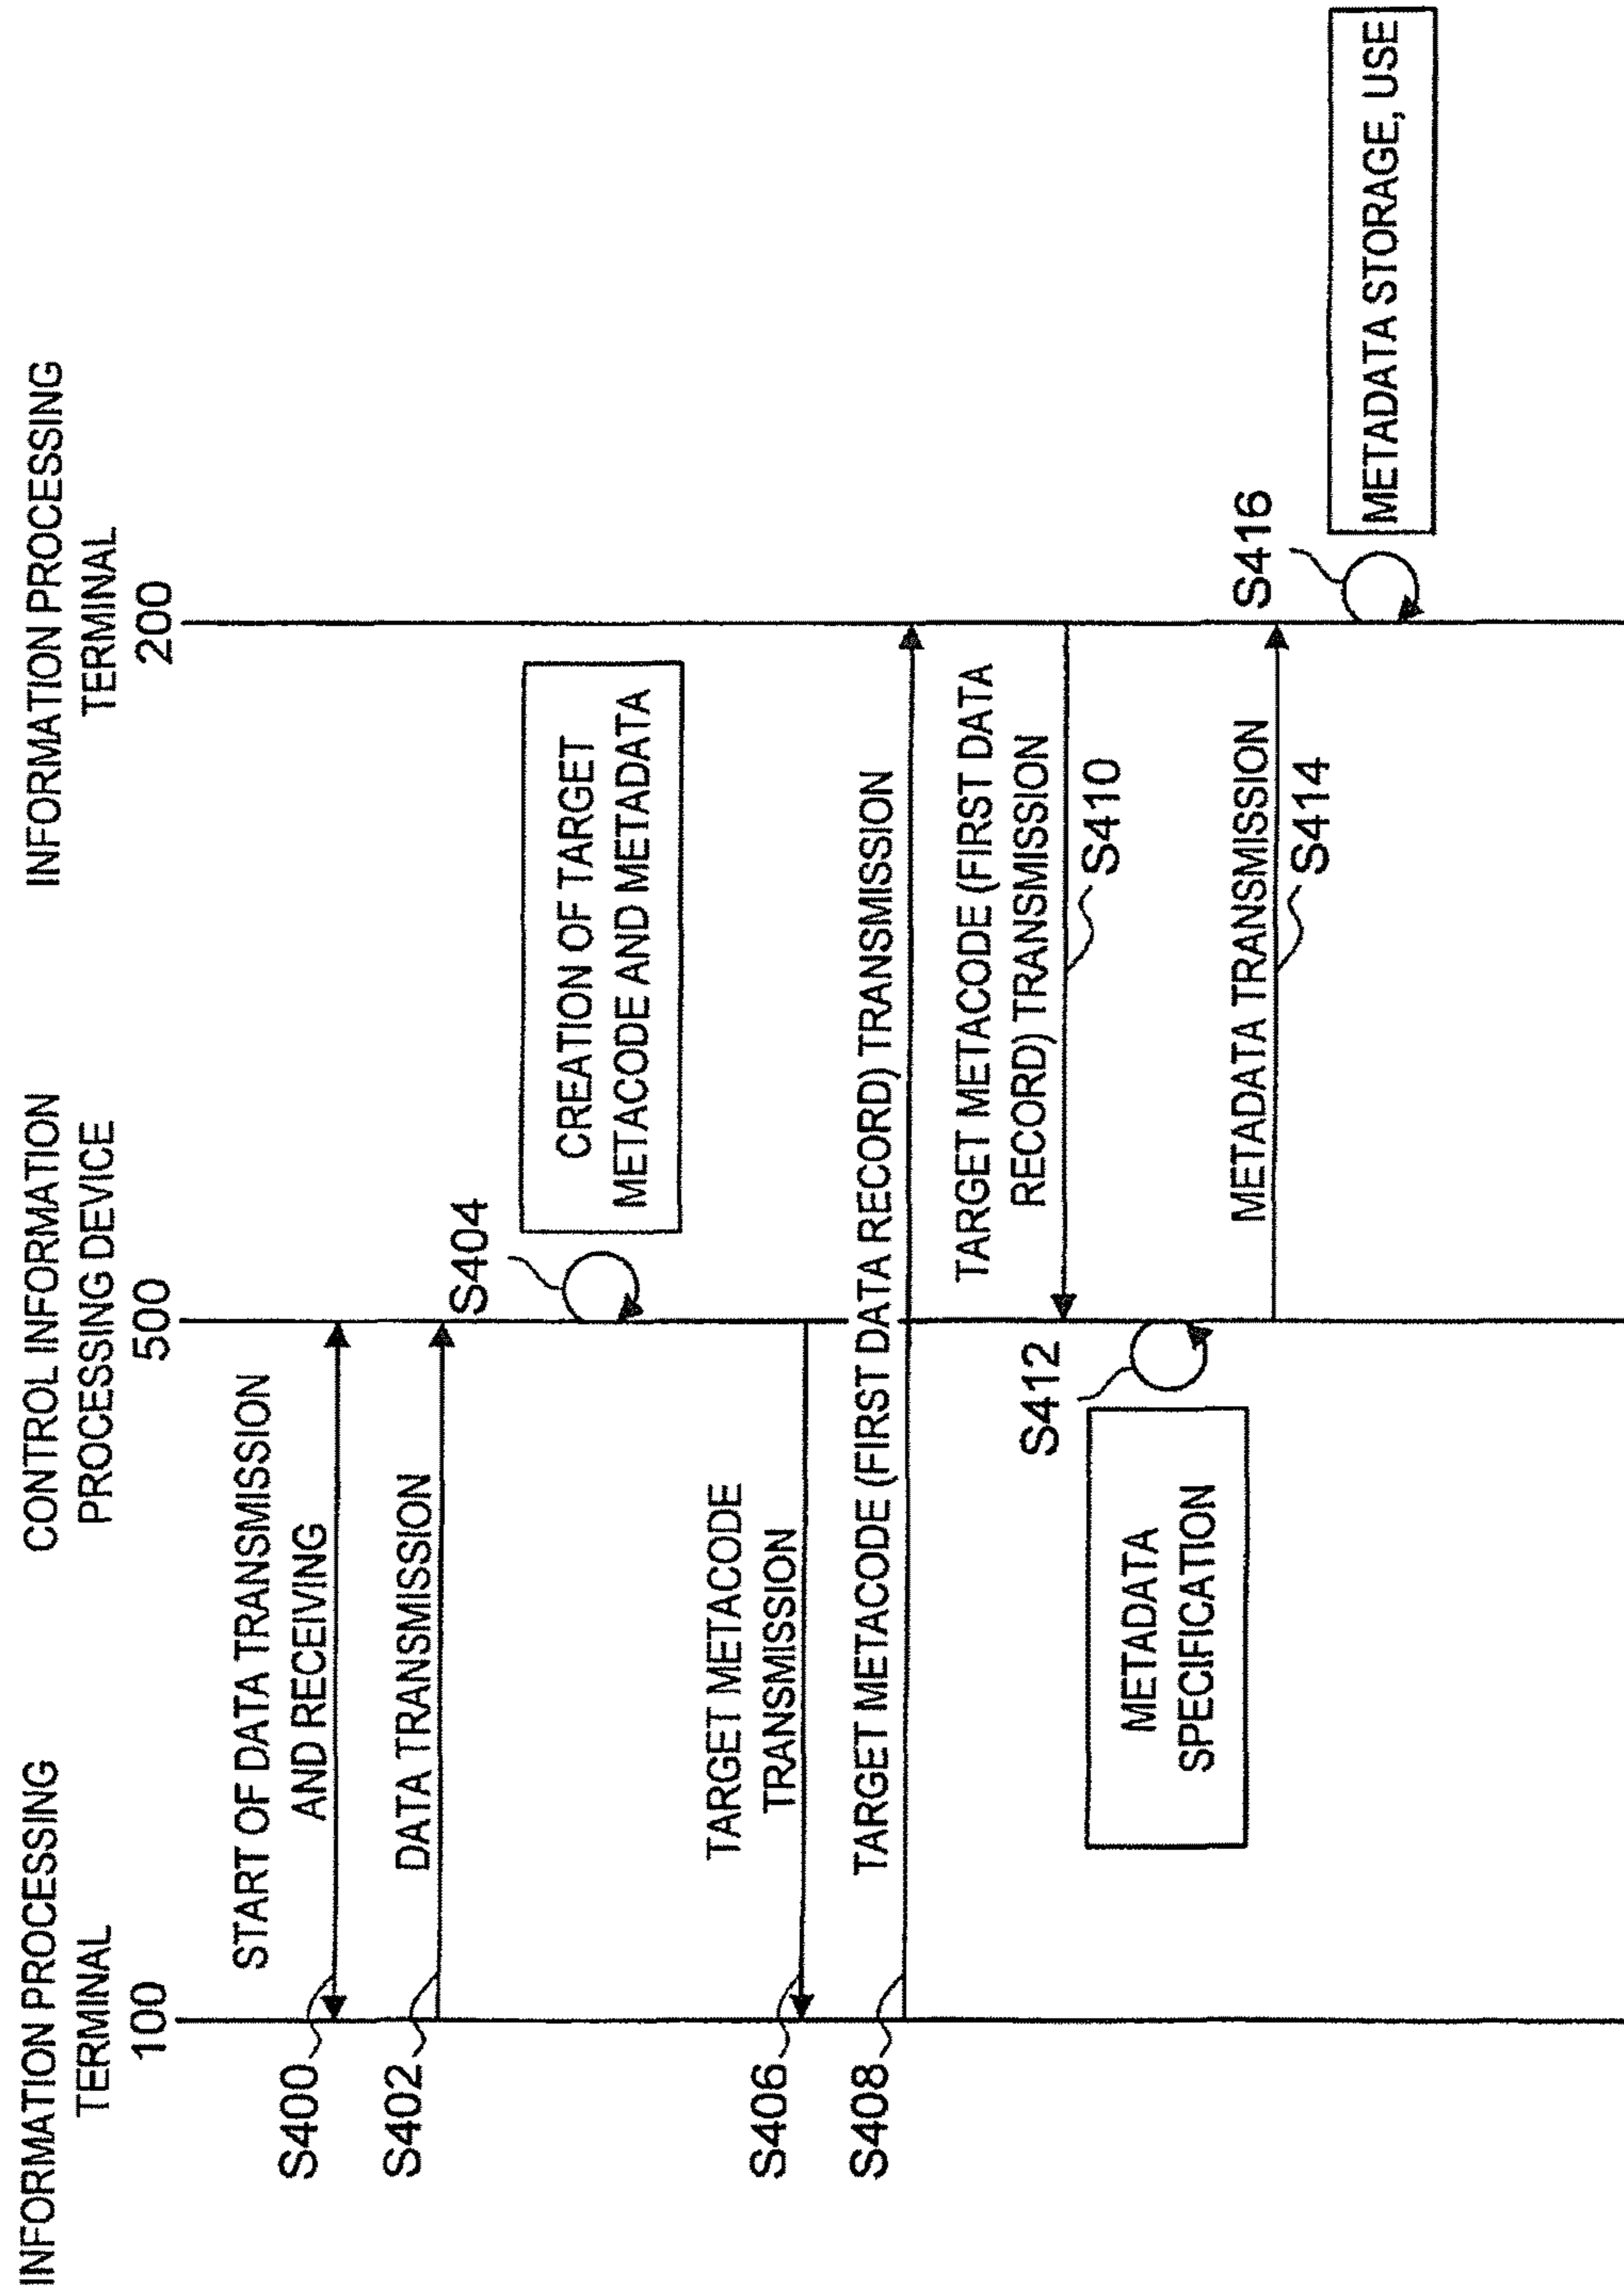 INFORMATION PROCESSING
TERMINAL
100
CONTROL INFORMATION
PROCESSING DEVICE
500
INFORMATION PROCESSING
TERMINAL
200
START OF DATA TRANSMISSION
AND RECEIVING
S400
DATA TRANSMISSION
S402
S404
CREATION OF TARGET
METACODE AND METADATA
TARGET METACODE
TRANSMISSION
S406
TARGET METACODE (FIRST DATA RECORD) TRANSMISSION
S408
TARGET METACODE (FIRST DATA
RECORD) TRANSMISSION
S410
S412
METADATA
SPECIFICATION
METADATA TRANSMISSION
S414
S416
METADATA STORAGE, USE